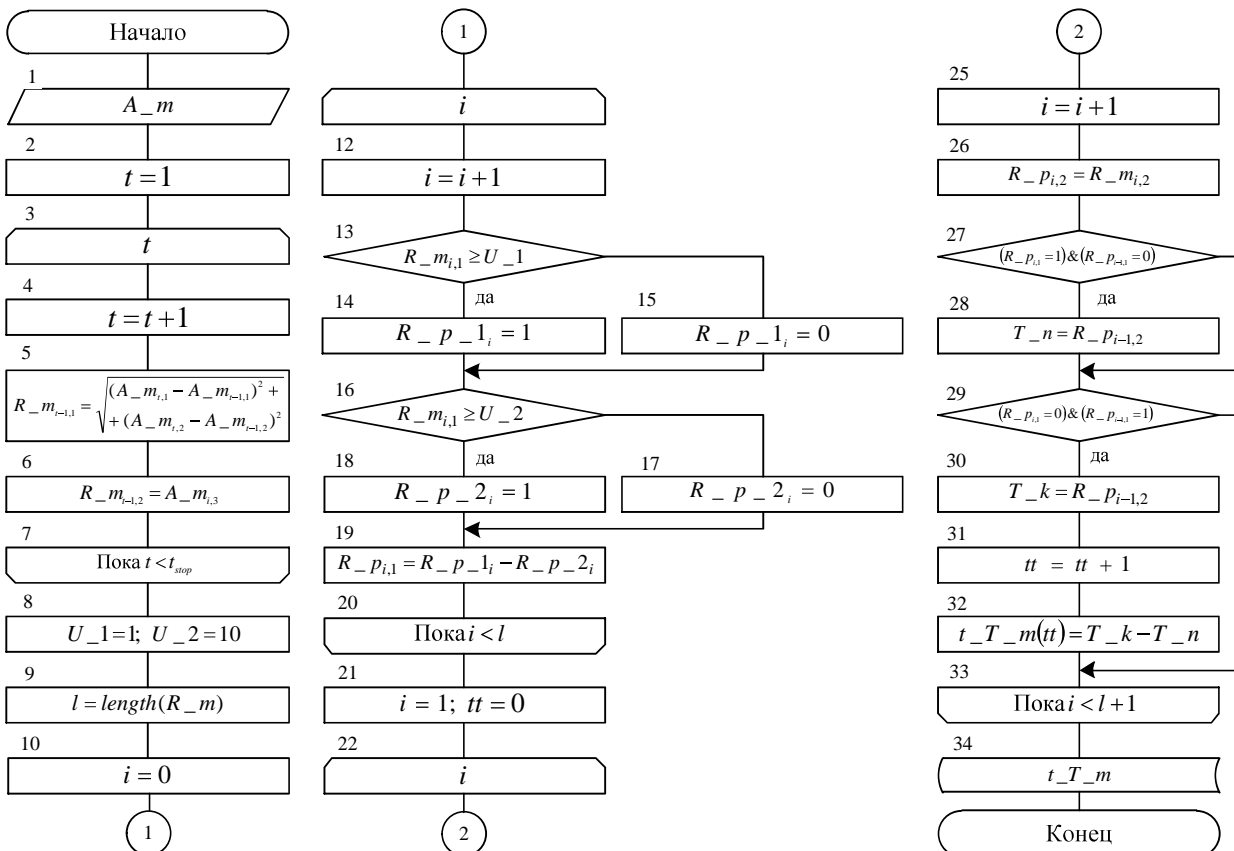 Начало
1
A_m
2
t = 1
3
t
4
t = t + 1
5
R_m_{t-1,1} = √((A_m_{t,1} − A_m_{t-1,1})² +
+ (A_m_{t,2} − A_m_{t-1,2})²)
6
R_m_{t-1,2} = A_m_{t,3}
7
Пока t < t_{stop}
8
U_1=1; U_2=10
9
l = length(R_m)
10
i = 0
1
1
i
12
i = i + 1
13
R_m_{i,1} ≥ U_1
да
14
R_p_1_i = 1
15
R_p_1_i = 0
16
R_m_{i,1} ≥ U_2
да
18
R_p_2_i = 1
17
R_p_2_i = 0
19
R_p_{i,1} = R_p_1_i − R_p_2_i
20
Пока i < l
21
i = 1; tt = 0
22
i
2
2
25
i = i + 1
26
R_p_{i,2} = R_m_{i,2}
27
(R_p_{i,1} = 1) & (R_p_{i-1,1} = 0)
да
28
T_n = R_p_{i−1,2}
29
(R_p_{i,1} = 0) & (R_p_{i-1,1} = 1)
да
30
T_k = R_p_{i−1,2}
31
tt = tt + 1
32
t_T_m(tt) = T_k − T_n
33
Пока i < l + 1
34
t_T_m
Конец